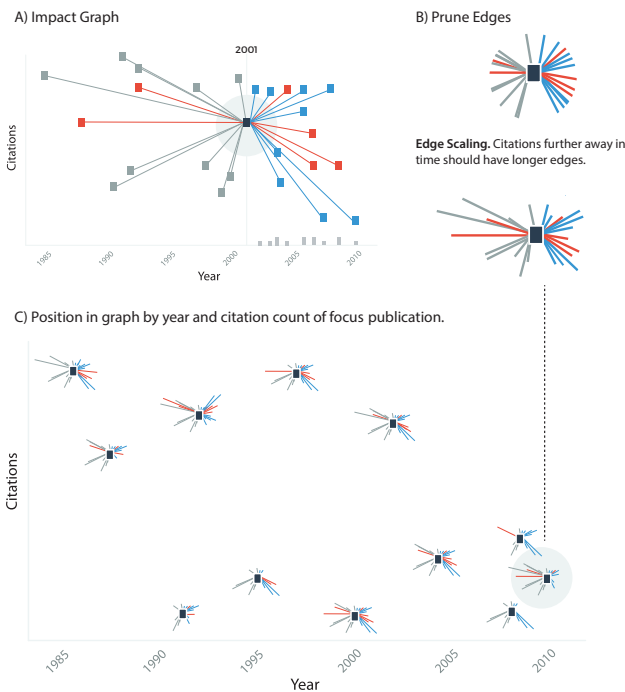 A) Impact Graph
2001
Citations
1985
1990
1995
2000
2005
2010
Year
B) Prune Edges
Edge Scaling. Citations further away in
time should have longer edges.
C) Position in graph by year and citation count of focus publication.
Citations
1985
1990
1995
2000
2005
2010
Year